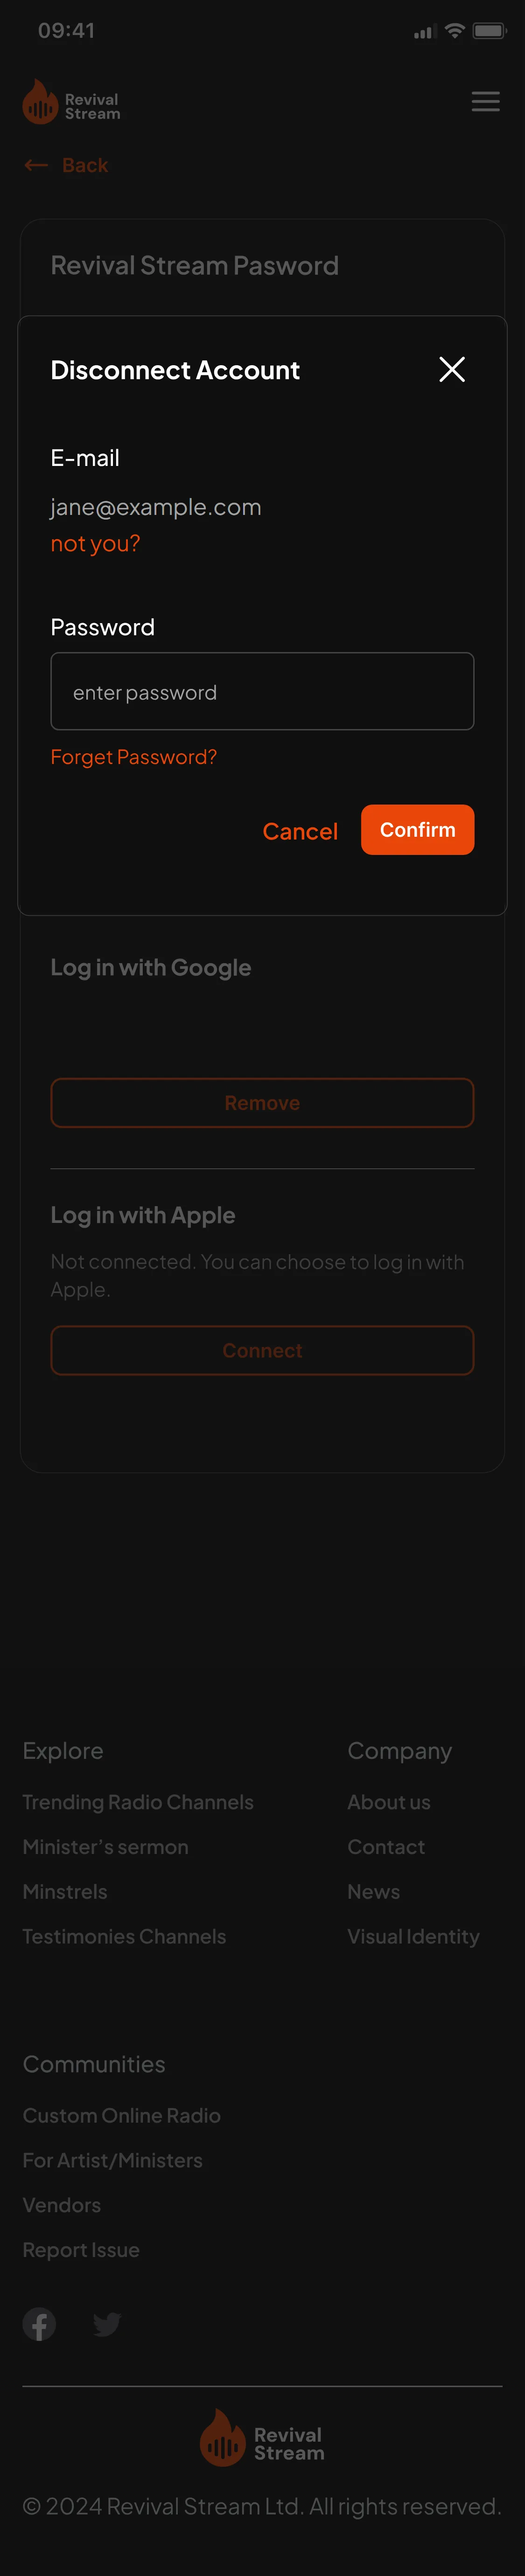 09:41
Revival
Stream
Back
Revival Stream Pasword
Disconnect Account
E-mail
jane@example.com
not you?
Password
enter password
Forget Password?
Cancel
Confirm
Log in with Google
Remove
Log in with Apple
Not connected. You can choose to log in with
Apple.
Connect
Explore
Trending Radio Channels
Minister’s sermon
Minstrels
Testimonies Channels
Company
About us
Contact
News
Visual Identity
Communities
Custom Online Radio
For Artist/Ministers
Vendors
Report Issue
Revival
Stream
© 2024 Revival Stream Ltd. All rights reserved.